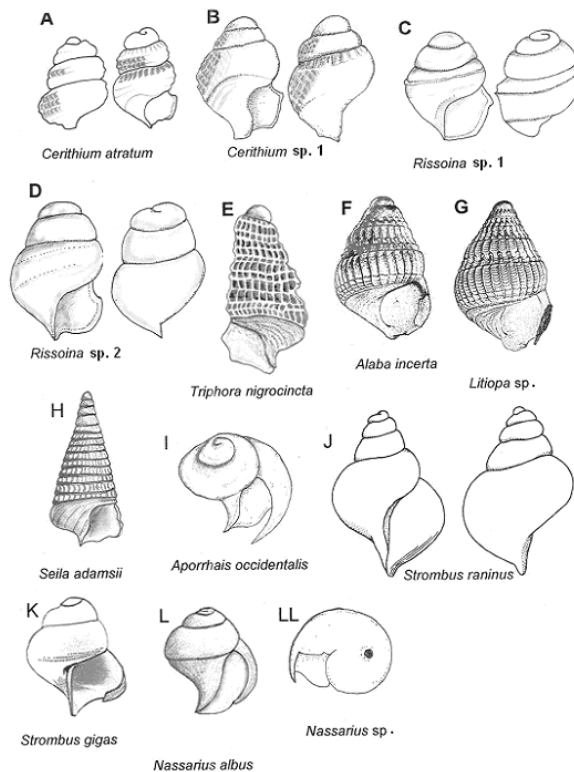 A
B
C
Cerithium atratum
Cerithium sp. 1
Rissoina sp. 1
D
E
F
G
Rissoina sp. 2
Triphora nigrocincta
Alaba incerta
Litiopa sp.
H
I
J
Seila adamsii
Aporrhais occidentalis
Strombus raninus
K
L
LL
Strombus gigas
Nassarius albus
Nassarius sp.